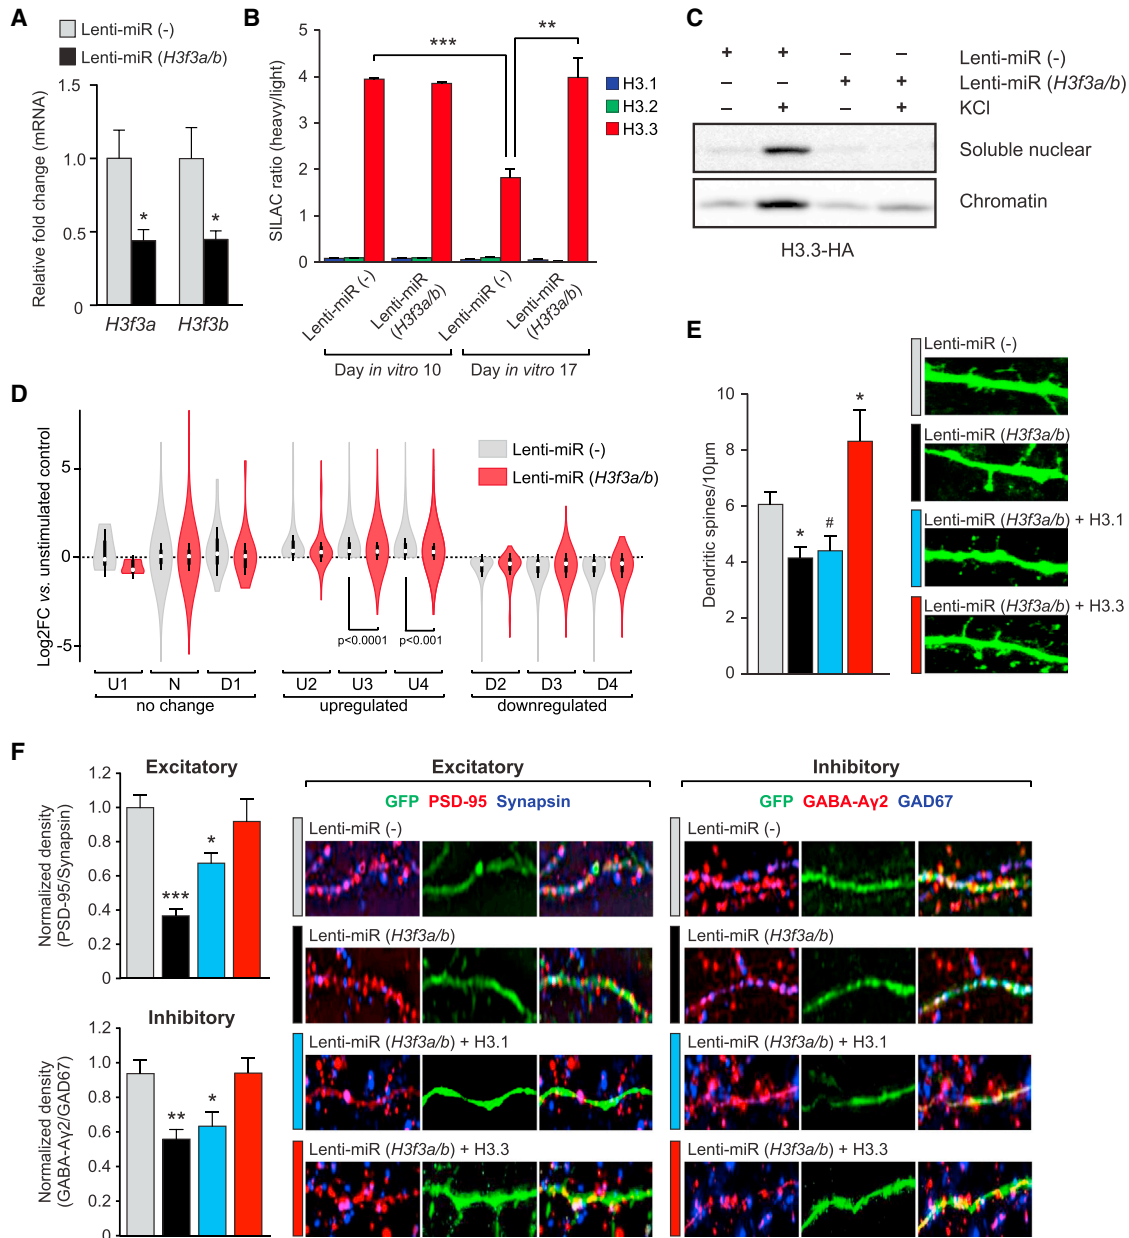 A
Lenti-miR (-)
Lenti-miR (H3f3a/b)
Relative fold change (mRNA)
1.5
1.0
0.5
0
*
*
H3f3a
H3f3b
B
SILAC ratio (heavy/light)
5
4
3
2
1
0
***
**
H3.1
H3.2
H3.3
Lenti-miR (-)
Lenti-miR
(H3f3a/b)
Lenti-miR (-)
Lenti-miR
(H3f3a/b)
Day in vitro 10
Day in vitro 17
C
+ + – – Lenti-miR (-)
– – + + Lenti-miR (H3f3a/b)
– + – + KCl
Soluble nuclear
Chromatin
H3.3-HA
D
Log2FC vs. unstimulated control
5
0
-5
Lenti-miR (-)
Lenti-miR (H3f3a/b)
p<0.0001
p<0.001
U1 N D1 U2 U3 U4 D2 D3 D4
no change upregulated downregulated
E
Dendritic spines/10µm
10
8
6
4
2
0
*
#
*
Lenti-miR (-)
Lenti-miR (H3f3a/b)
Lenti-miR (H3f3a/b) + H3.1
Lenti-miR (H3f3a/b) + H3.3
F
Excitatory
Normalized density
(PSD-95/Synapsin)
1.2
1.0
0.8
0.6
0.4
0.2
0
***
*
Inhibitory
Normalized density
(GABA-Aγ2/GAD67)
1.2
1.0
0.8
0.6
0.4
0.2
0
**
*
Excitatory
GFP PSD-95 Synapsin
Lenti-miR (-)
Lenti-miR (H3f3a/b)
Lenti-miR (H3f3a/b) + H3.1
Lenti-miR (H3f3a/b) + H3.3
Inhibitory
GFP GABA-Aγ2 GAD67
Lenti-miR (-)
Lenti-miR (H3f3a/b)
Lenti-miR (H3f3a/b) + H3.1
Lenti-miR (H3f3a/b) + H3.3